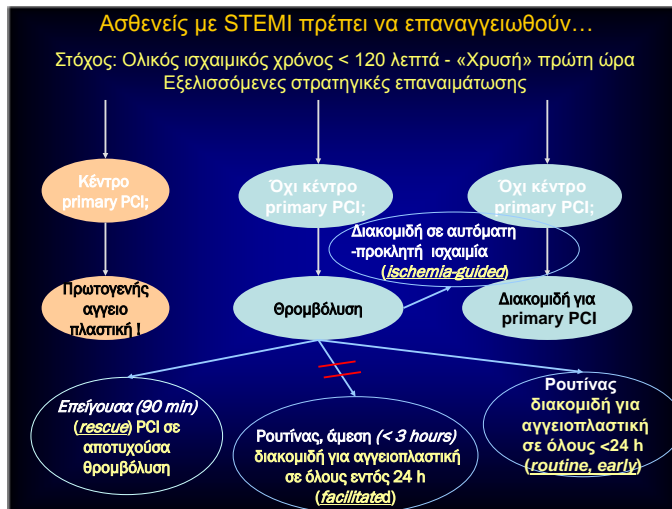 Ασθενείς με STEMI πρέπει να επαναγγειωθούν…
Στόχος: Ολικός ισχαιμικός χρόνος < 120 λεπτά - «Χρυσή» πρώτη ώρα
Εξελισσόμενες στρατηγικές επαναιμάτωσης
Κέντρο
primary PCI;
Όχι κέντρο
primary PCI;
Όχι κέντρο
primary PCI;
Διακομιδή σε αυτόματη
-προκλητή ισχαιμία
(ischemia-guided)
Πρωτογενής
αγγειο
πλαστική !
Θρομβόλυση
Διακομιδή για
primary PCI
Επείγουσα (90 min)
(rescue) PCI σε
αποτυχούσα
θρομβόλυση
Ρουτίνας, άμεση (< 3 hours)
διακομιδή για αγγειοπλαστική
σε όλους εντός 24 h
(facilitated)
Ρουτίνας
διακομιδή για
αγγειοπλαστική
σε όλους <24 h
(routine, early)